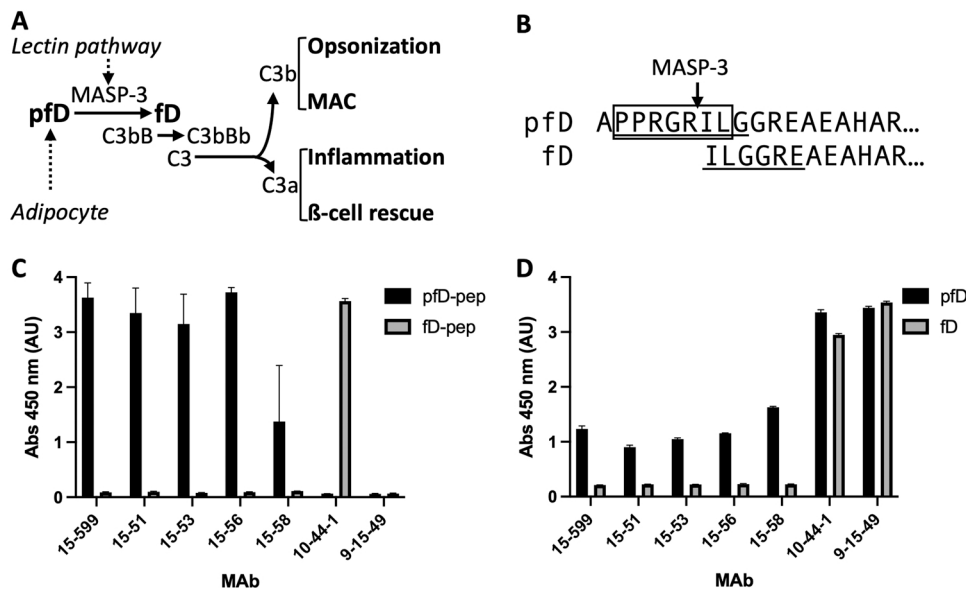 A
Lectin pathway
MASP-3
pfD
fD
C3bB
C3bBb
C3
C3b
C3a
Opsonization
MAC
Inflammation
ß-cell rescue
Adipocyte
B
MASP-3
pfD APPRGRILGGREAEAHAR...
fD ILGGREAEAHAR...
C
Abs 450 nm (AU)
4
3
2
1
0
pfD-pep
fD-pep
15-599
15-51
15-53
15-56
15-58
10-44-1
9-15-49
MAb
D
Abs 450 nm (AU)
4
3
2
1
0
pfD
fD
15-599
15-51
15-53
15-56
15-58
10-44-1
9-15-49
MAb